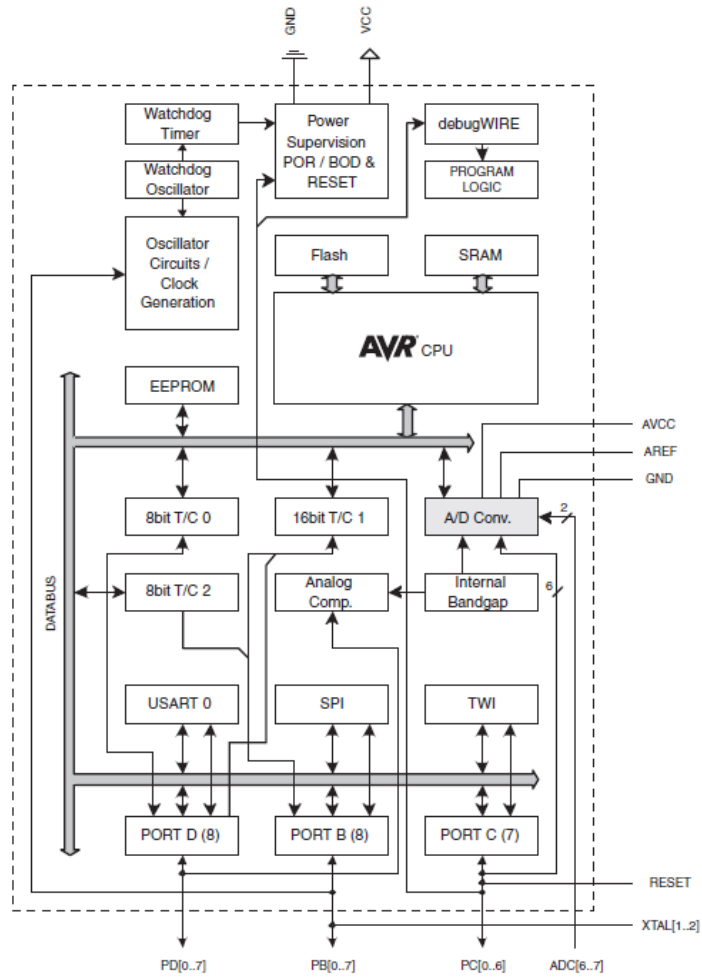 GND
VCC
Watchdog
Timer
Power
Supervision
POR / BOD &
RESET
debugWIRE
Watchdog
Oscillator
PROGRAM
LOGIC
Oscillator
Circuits /
Clock
Generation
Flash
SRAM
AVR CPU
EEPROM
AVCC
AREF
GND
8bit T/C 0
16bit T/C 1
A/D Conv.
2
DATABUS
8bit T/C 2
Analog
Comp.
Internal
Bandgap
6
USART 0
SPI
TWI
PORT D (8)
PORT B (8)
PORT C (7)
RESET
XTAL[1..2]
PD[0..7]
PB[0..7]
PC[0..6]
ADC[6..7]